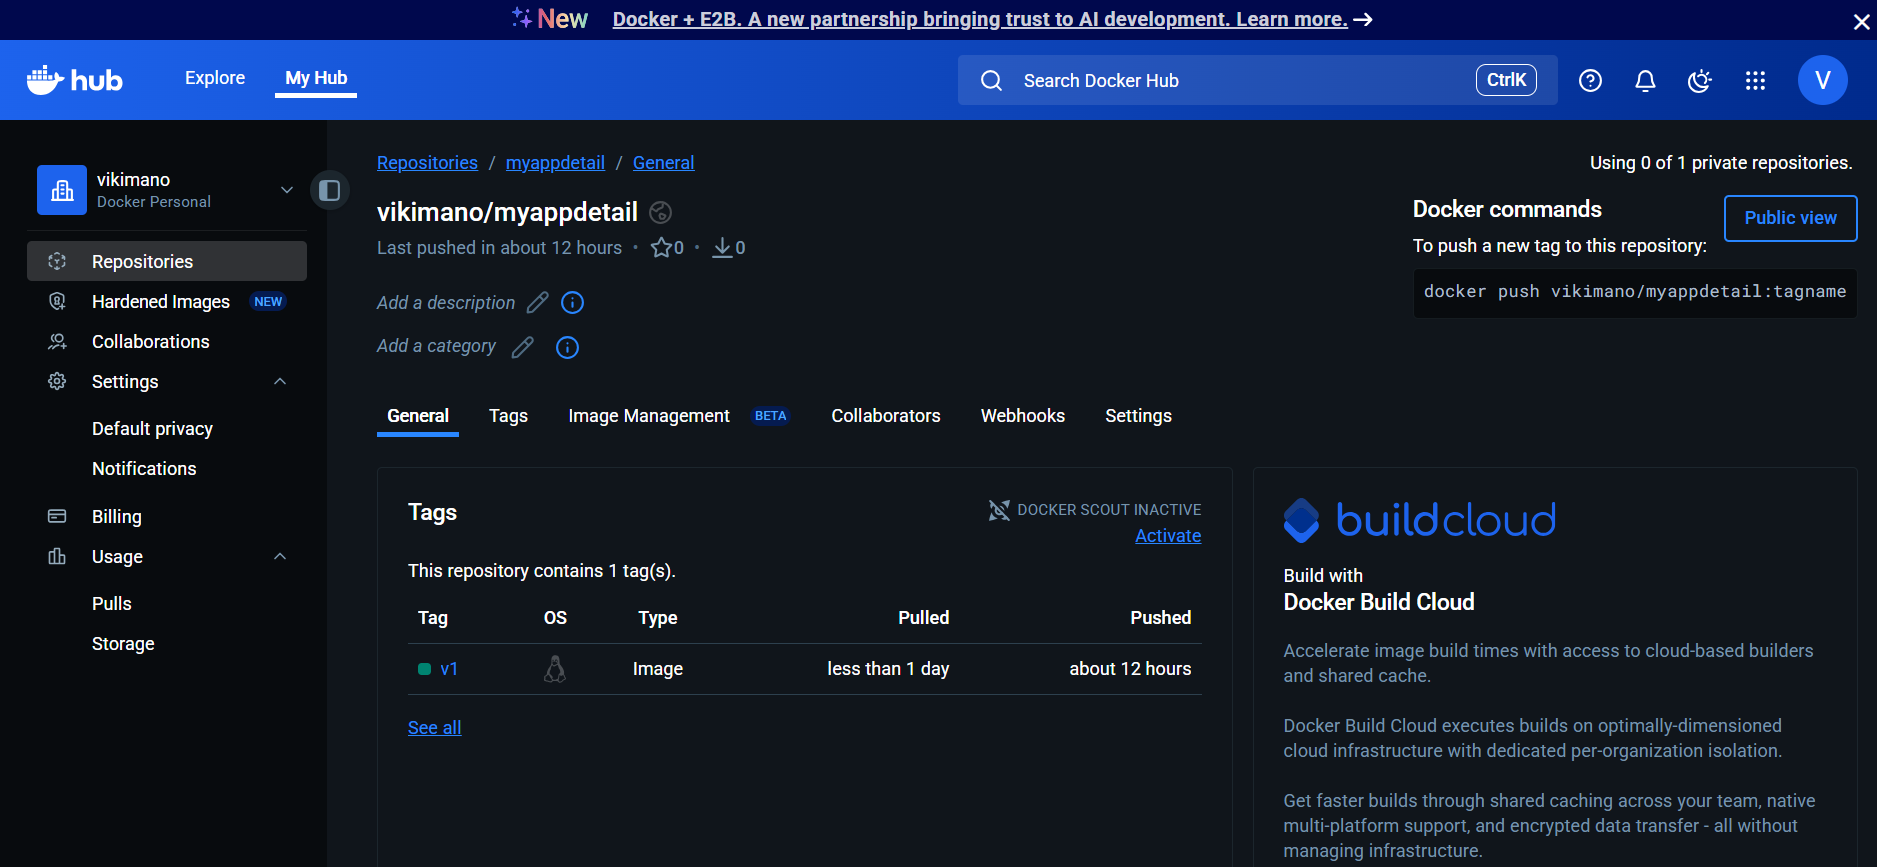 New Docker + E2B. A new partnership bringing trust to AI development. Learn more.
hub Explore My Hub Search Docker Hub CtrlK V
vikimano
Docker Personal
Repositories
Hardened Images NEW
Collaborations
Settings
Default privacy
Notifications
Billing
Usage
Pulls
Storage
Repositories / myappdetail / General
Using 0 of 1 private repositories.
vikimano/myappdetail
Last pushed in about 12 hours • 0 • 0
Add a description
Add a category
Docker commands
Public view
To push a new tag to this repository:
docker push vikimano/myappdetail:tagname
General Tags Image Management BETA Collaborators Webhooks Settings
Tags
DOCKER SCOUT INACTIVE
Activate
This repository contains 1 tag(s).
Tag OS Type Pulled Pushed
v1 Image less than 1 day about 12 hours
See all
buildcloud
Build with
Docker Build Cloud
Accelerate image build times with access to cloud-based builders
and shared cache.
Docker Build Cloud executes builds on optimally-dimensioned
cloud infrastructure with dedicated per-organization isolation.
Get faster builds through shared caching across your team, native
multi-platform support, and encrypted data transfer - all without
managing infrastructure.